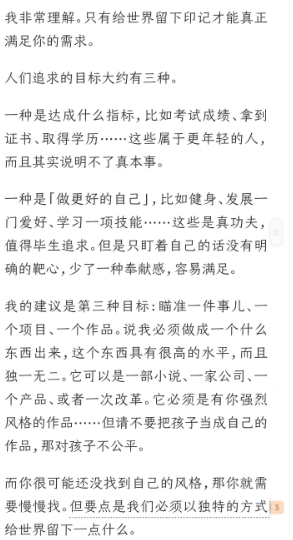 我非常理解。只有给世界留下印记才能真正
满足你的需求。
人们追求的目标大约有三种。
一种是达成什么指标，比如考试成绩、拿到
证书、取得学历……这些属于更年轻的人，
而且其实说明不了真本事。
一种是「做更好的自己」，比如健身、发展一
门爱好、学习一项技能……这些是真功夫，
值得毕生追求。但是只盯着自己的话没有明
确的靶心，少了一种奉献感，容易满足。
我的建议是第三种目标：瞄准一件事儿、一
个项目、一个作品。说我必须做成一个什么
东西出来，这个东西具有很高的水平，而且
独一无二。它可以是一部小说、一家公司、一
个产品、或者一次改革。它必须是有你强烈
风格的作品……但请不要把孩子当成自己的
作品，那对孩子不公平。
而你很可能还没找到自己的风格，那你就需
要慢慢找。但要点是我们必须以独特的方式
3
给世界留下一点什么。